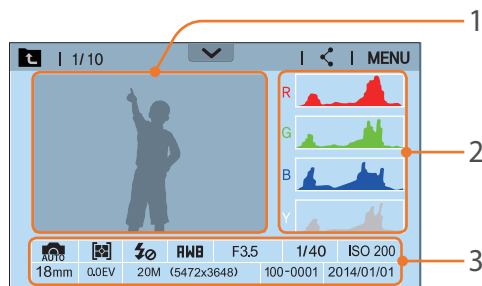 1
1/10 MENU
R
G
2
B
Y
AUTO AWB F3.5 1/40 ISO 200
3
18mm 0.0EV 20M (5472x3648) 100-0001 2014/01/01